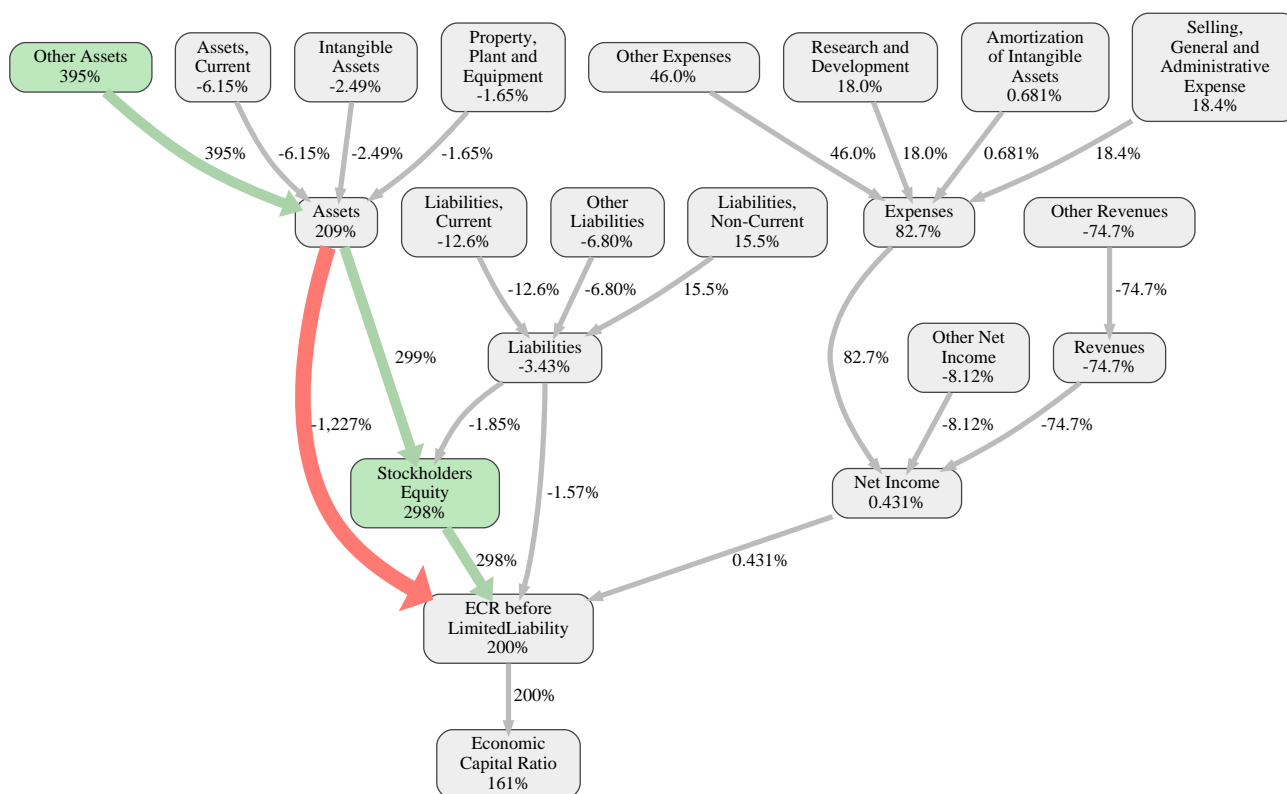 Other Assets
395%
Assets,
Current
-6.15%
Intangible
Assets
-2.49%
Property,
Plant and
Equipment
-1.65%
Other Expenses
46.0%
Research and
Development
18.0%
Amortization
of Intangible
Assets
0.681%
Selling,
General and
Administrative
Expense
18.4%
395%
-6.15%
-2.49%
-1.65%
46.0%
18.0%
0.681%
18.4%
Assets
209%
Liabilities,
Current
-12.6%
Other
Liabilities
-6.80%
Liabilities,
Non-Current
15.5%
Expenses
82.7%
Other Revenues
-74.7%
-12.6%
-6.80%
15.5%
-74.7%
299%
Liabilities
-3.43%
82.7%
Other Net
Income
-8.12%
Revenues
-74.7%
-1,227%
-1.85%
-8.12%
-74.7%
Stockholders
Equity
298%
-1.57%
Net Income
0.431%
298%
0.431%
ECR before
LimitedLiability
200%
200%
Economic
Capital Ratio
161%